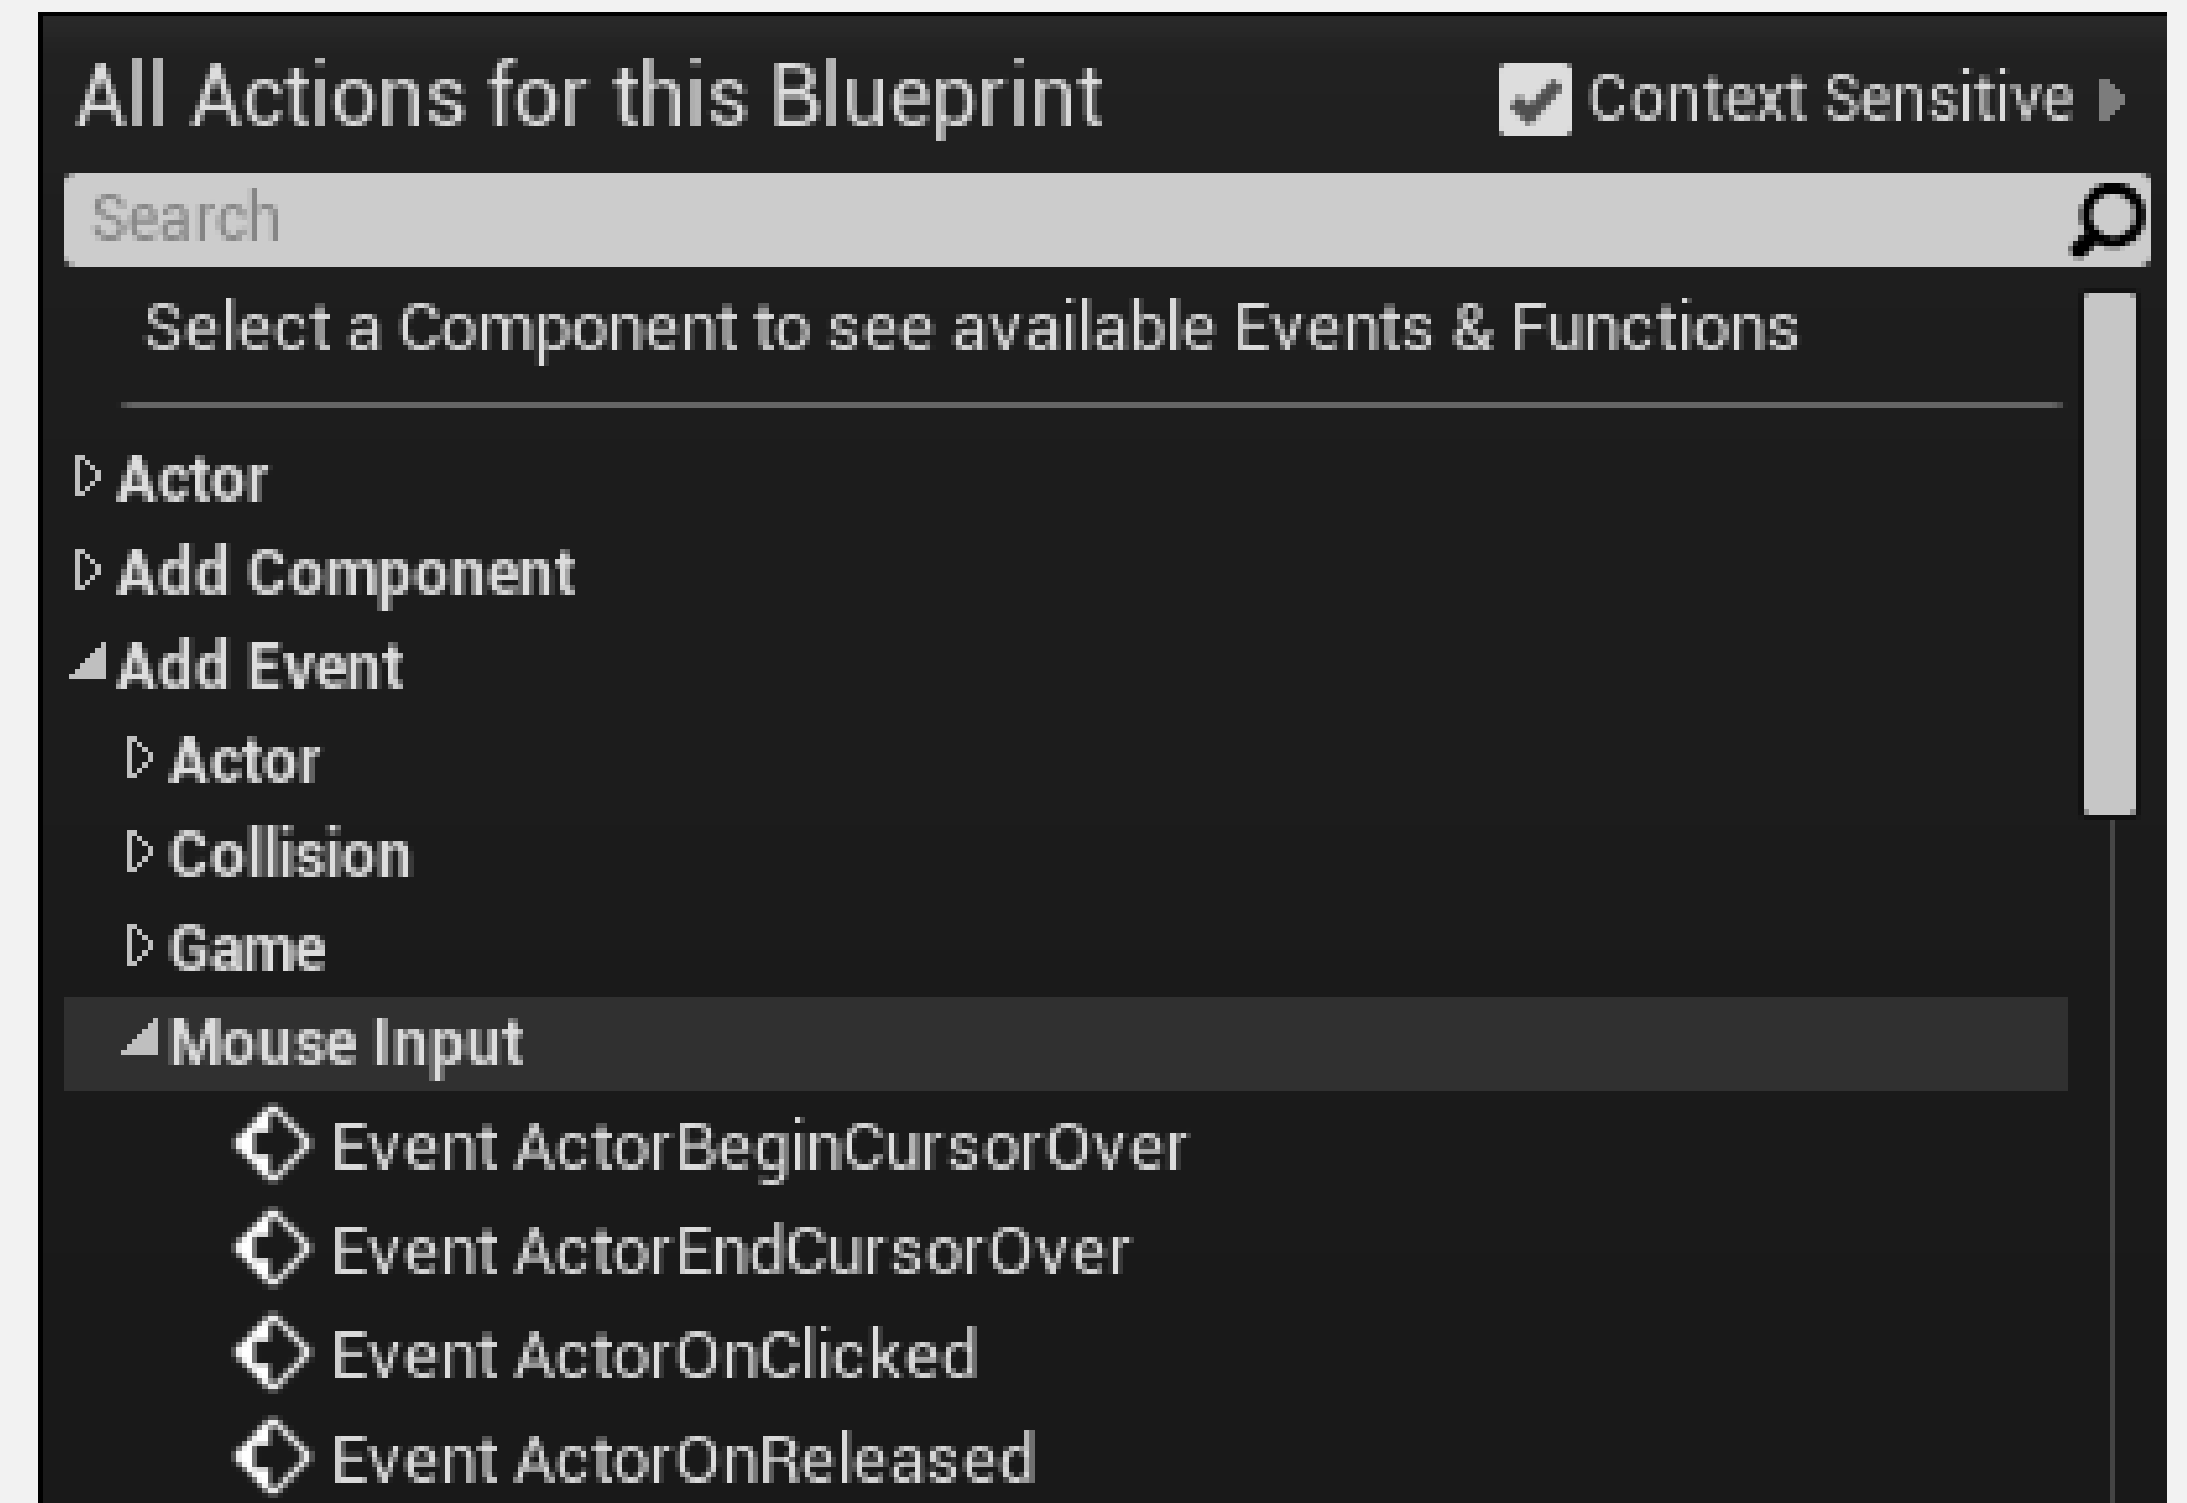 All Actions for this Blueprint Context Sensitive
Search
Select a Component to see available Events & Functions
Actor
Add Component
Add Event
Actor
Collision
Game
Mouse Input
Event ActorBeginCursorOver
Event ActorEndCursorOver
Event ActorOnClicked
Event ActorOnReleased